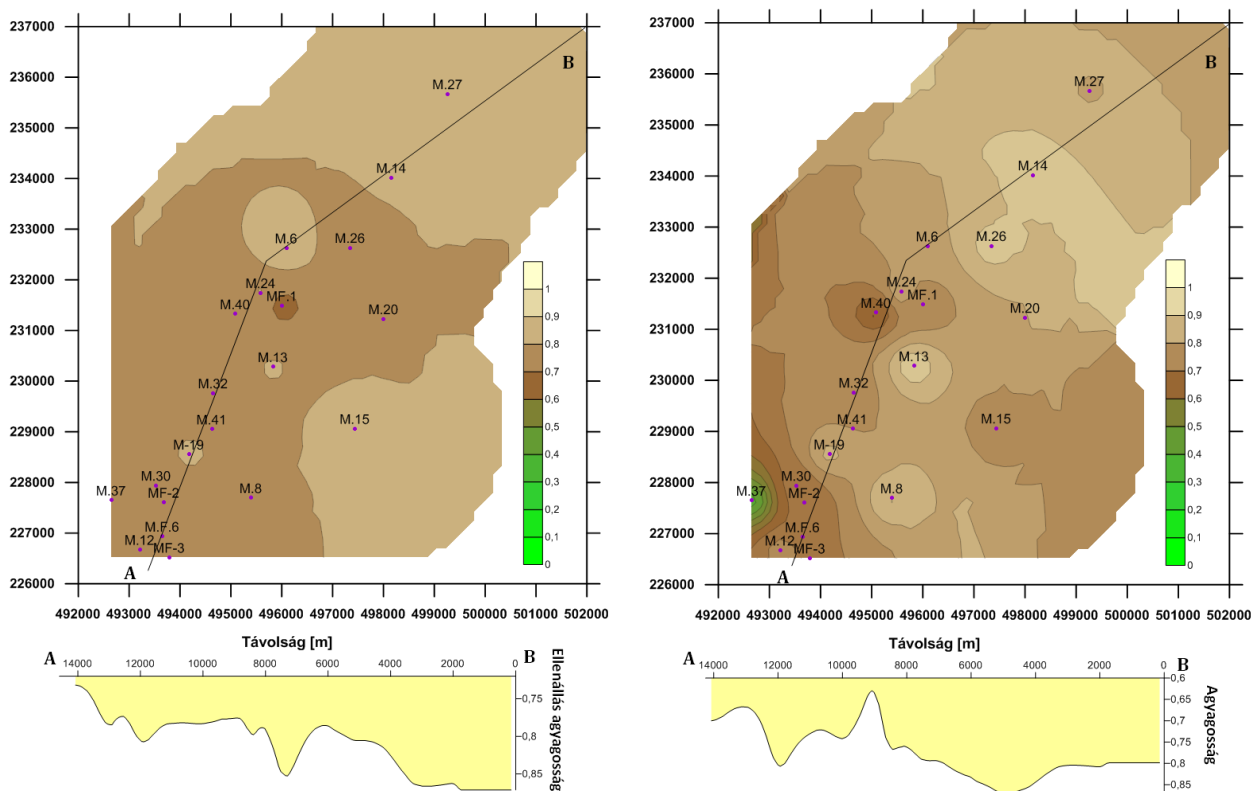 237000
236000
235000
234000
233000
232000
231000
230000
229000
228000
227000
226000
B
M.27
M.14
M.6
M.26
M.24
MF.1
M.40
M.20
M.13
M.32
M.41
M.15
M-19
M.30
M.37
MF-2
M.8
M.F.6
M.12
MF-3
A
1
0,9
0,8
0,7
0,6
0,5
0,4
0,3
0,2
0,1
0
492000 493000 494000 495000 496000 497000 498000 499000 500000 501000 502000
Távolság [m]
A
14000 12000 10000 8000 6000 4000 2000 0
B
0,75
0,8
0,85
Ellenállás agyagosság
237000
236000
235000
234000
233000
232000
231000
230000
229000
228000
227000
226000
B
M.27
M.14
M.6
M.26
M.24
MF.1
M.40
M.20
M.13
M.32
M.41
M.15
M-19
M.30
M.37
MF-2
M.8
M.F.6
M.12
MF-3
A
1
0,9
0,8
0,7
0,6
0,5
0,4
0,3
0,2
0,1
0
492000 493000 494000 495000 496000 497000 498000 499000 500000 501000 502000
Távolság [m]
A
14000 12000 10000 8000 6000 4000 2000 0
B
0,6
0,65
0,7
0,75
0,8
0,85
Agyagosság